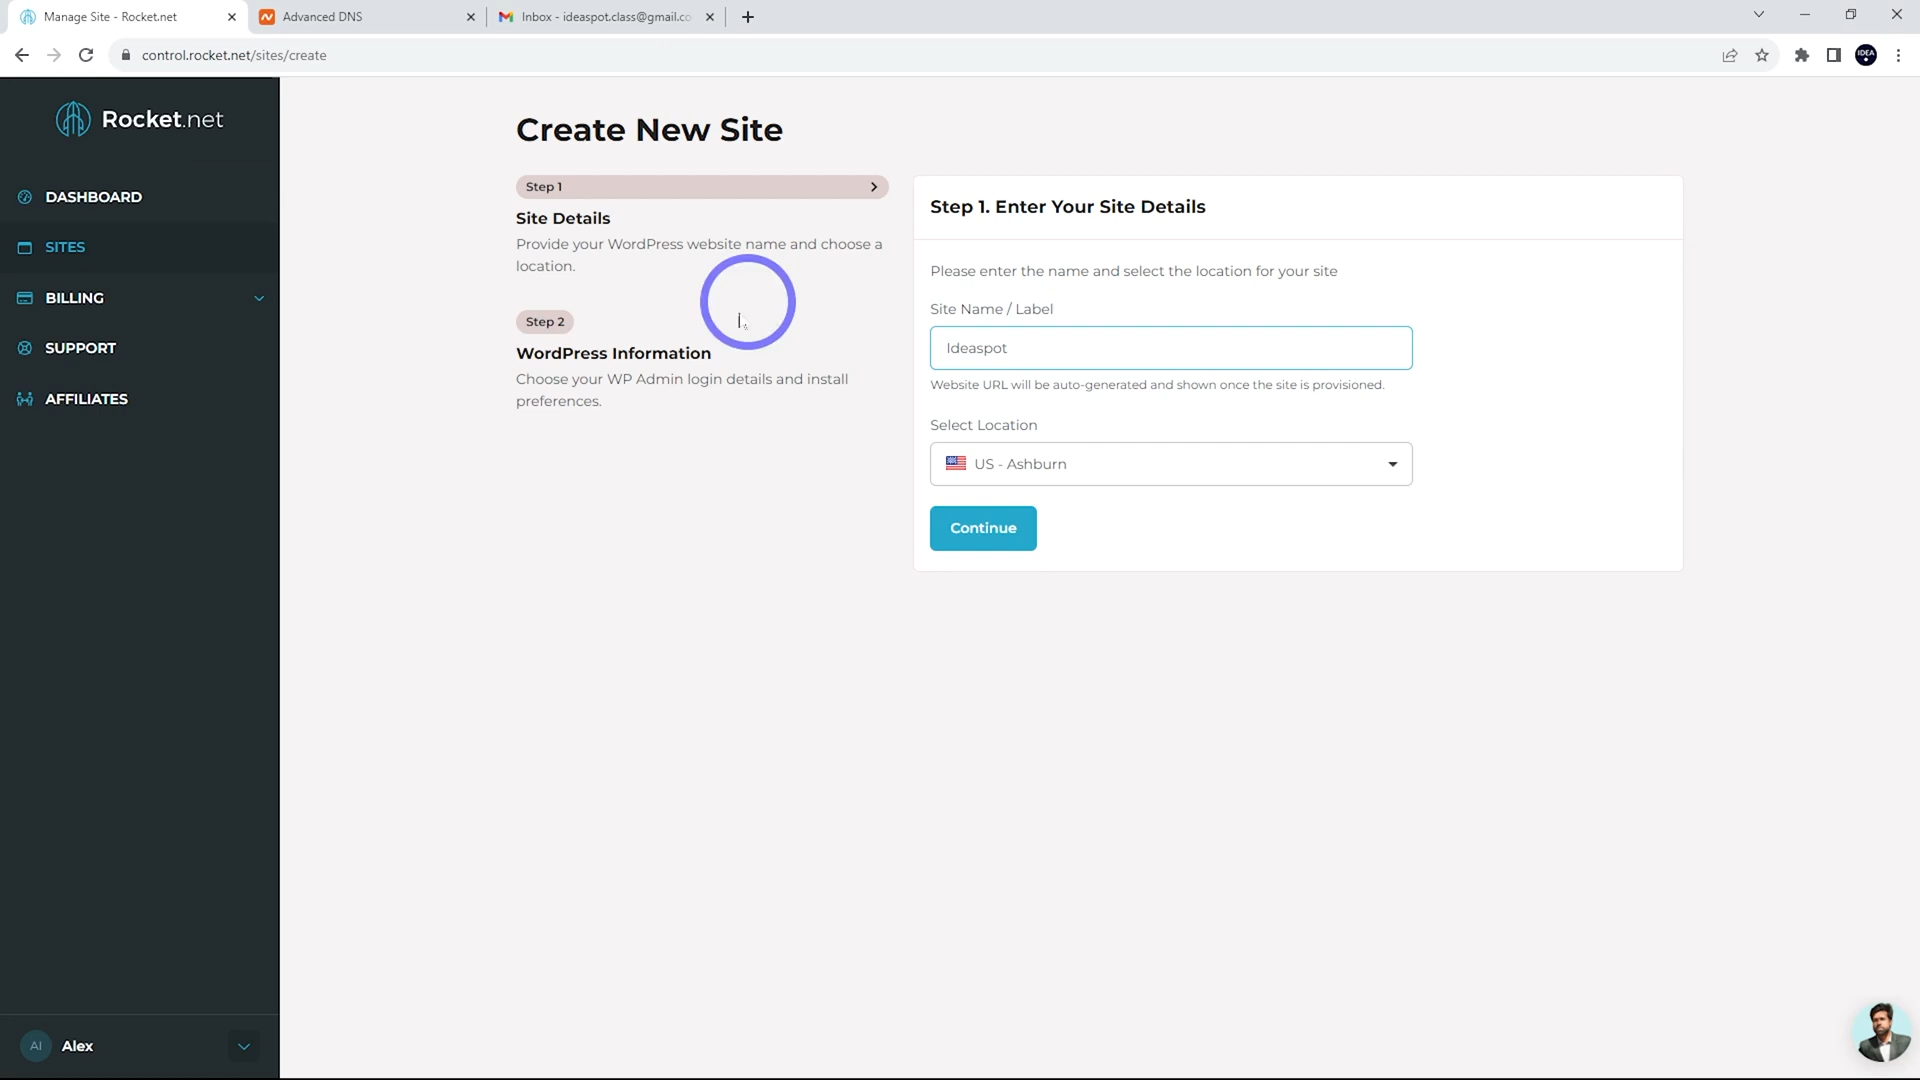 Manage Site - Rocket.net
Advanced DNS
Inbox - ideaspot.class@gmail.co
control.rocket.net/sites/create
IDEA
Rocket.net
DASHBOARD
SITES
BILLING
SUPPORT
AFFILIATES
Create New Site
Step 1
Site Details
Provide your WordPress website name and choose a
location.
Step 2
WordPress Information
Choose your WP Admin login details and install
preferences.
Step 1. Enter Your Site Details
Please enter the name and select the location for your site
Site Name / Label
Ideaspot
Website URL will be auto-generated and shown once the site is provisioned.
Select Location
US - Ashburn
Continue
AI
Alex